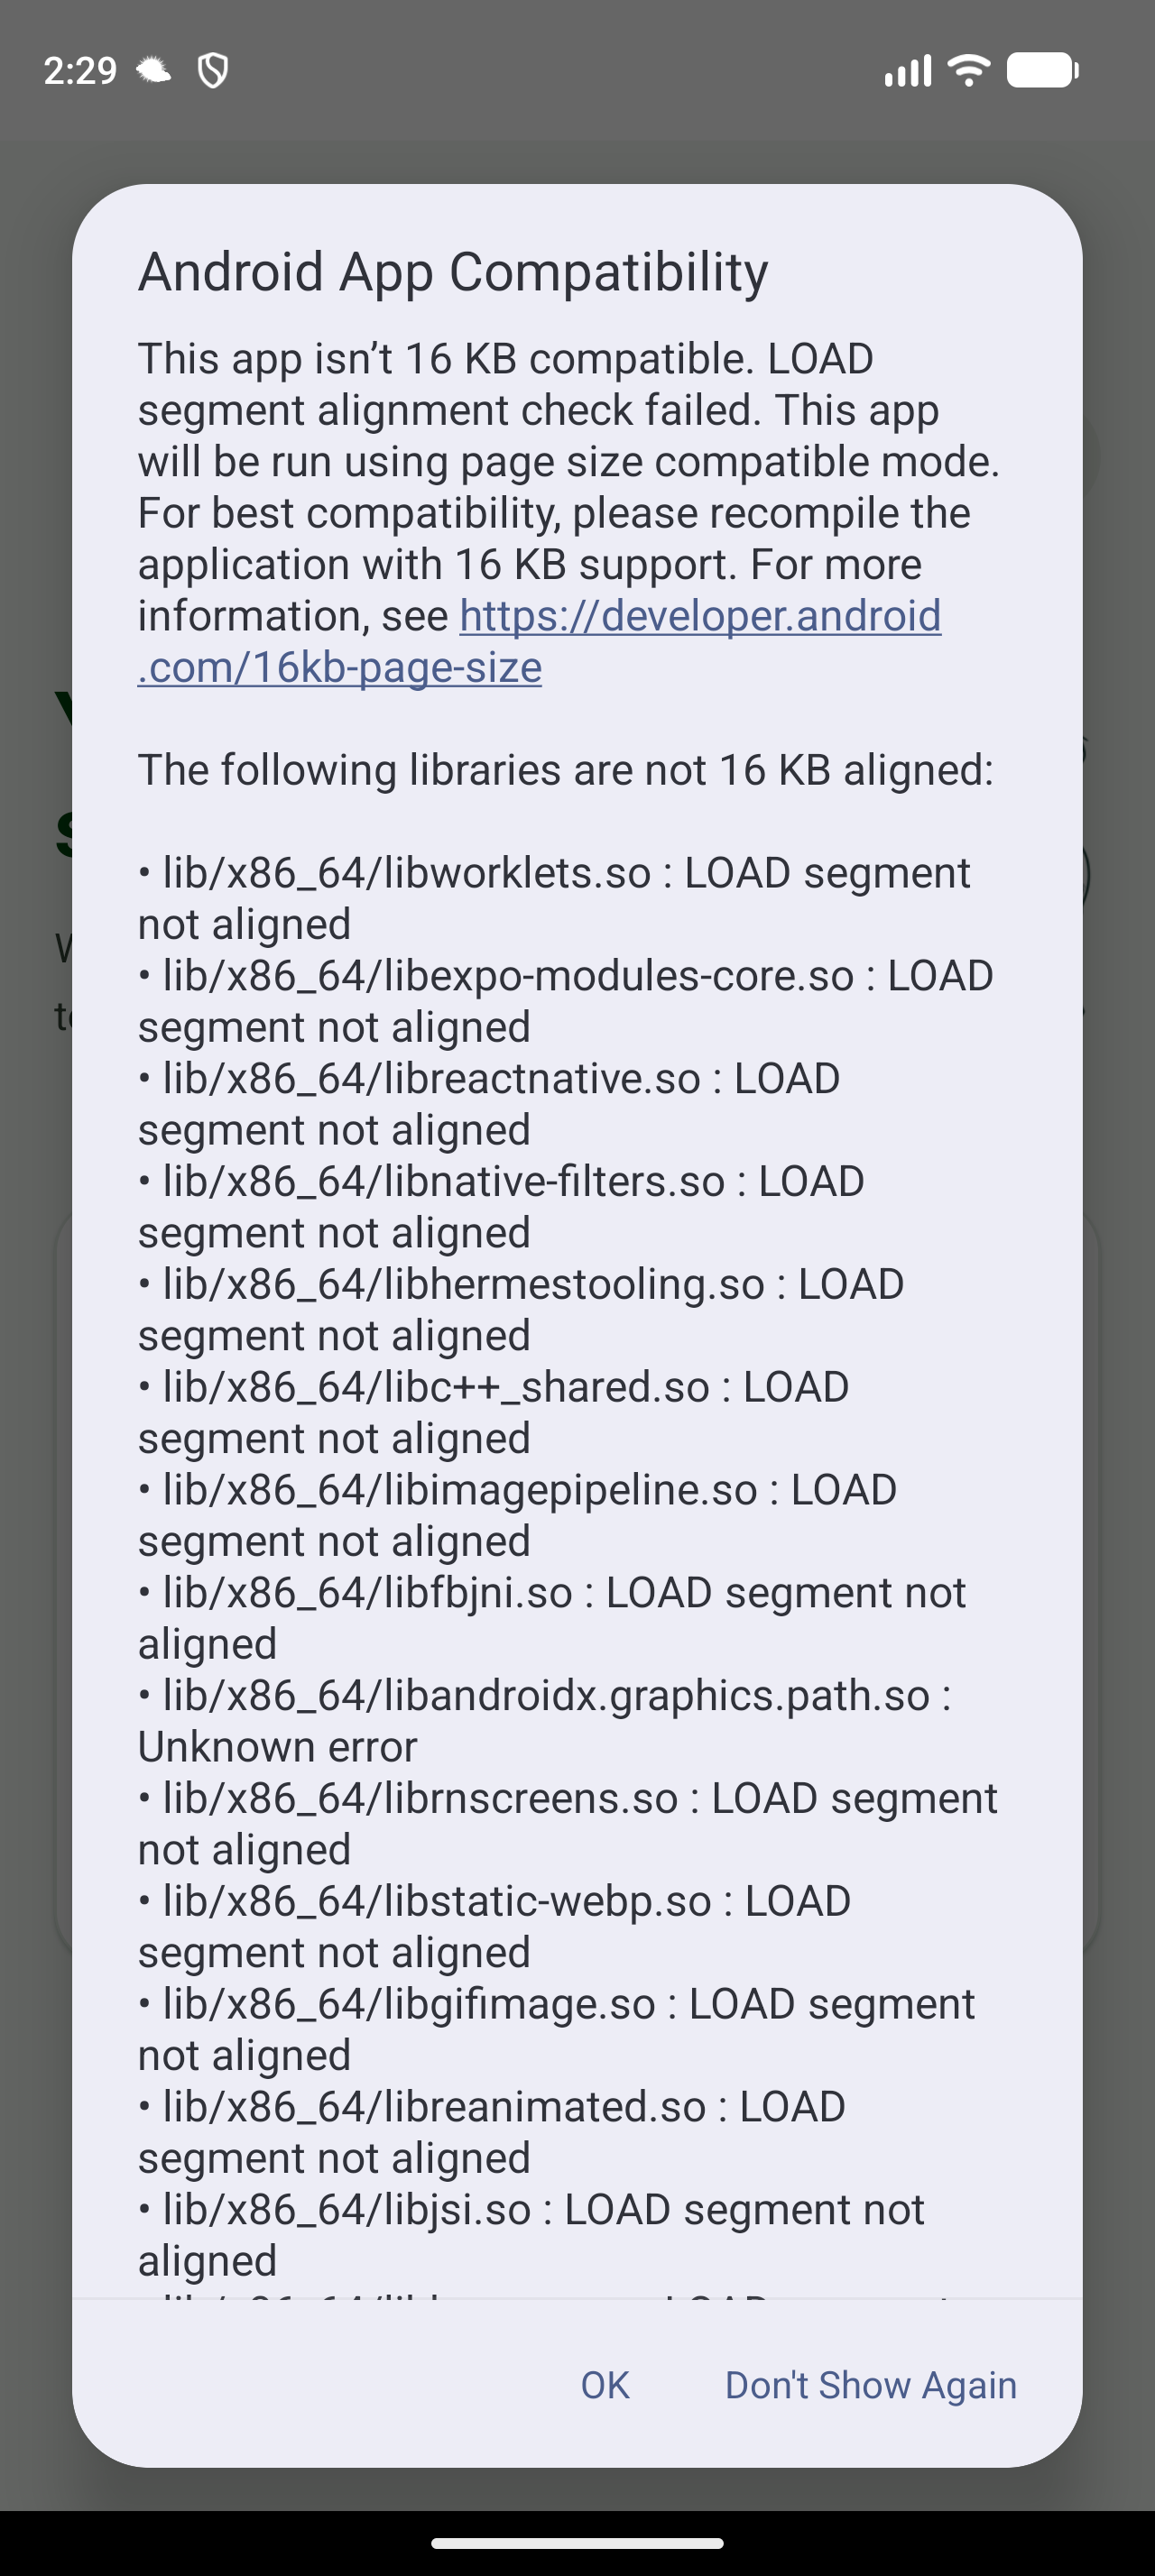 2:29
Android App Compatibility
This app isn’t 16 KB compatible. LOAD
segment alignment check failed. This app
will be run using page size compatible mode.
For best compatibility, please recompile the
application with 16 KB support. For more
information, see https://developer.android
.com/16kb-page-size
The following libraries are not 16 KB aligned:
• lib/x86_64/libworklets.so : LOAD segment
not aligned
• lib/x86_64/libexpo-modules-core.so : LOAD
segment not aligned
• lib/x86_64/libreactnative.so : LOAD
segment not aligned
• lib/x86_64/libnative-filters.so : LOAD
segment not aligned
• lib/x86_64/libhermestooling.so : LOAD
segment not aligned
• lib/x86_64/libc++_shared.so : LOAD
segment not aligned
• lib/x86_64/libimagepipeline.so : LOAD
segment not aligned
• lib/x86_64/libfbjni.so : LOAD segment not
aligned
• lib/x86_64/libandroidx.graphics.path.so :
Unknown error
• lib/x86_64/librnscreens.so : LOAD segment
not aligned
• lib/x86_64/libstatic-webp.so : LOAD
segment not aligned
• lib/x86_64/libgifimage.so : LOAD segment
not aligned
• lib/x86_64/libreanimated.so : LOAD
segment not aligned
• lib/x86_64/libjsi.so : LOAD segment not
aligned
OK Don't Show Again